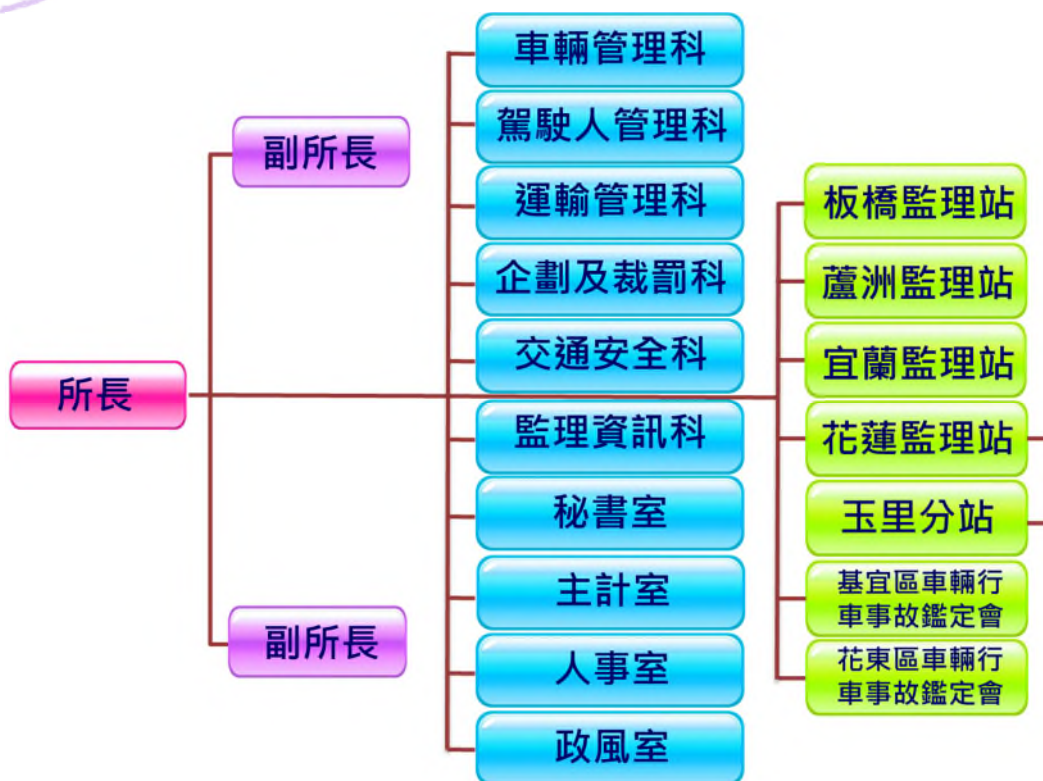 所長
副所長
副所長
車輛管理科
駕駛人管理科
運輸管理科
企劃及裁罰科
交通安全科
監理資訊科
秘書室
主計室
人事室
政風室
板橋監理站
蘆洲監理站
宜蘭監理站
花蓮監理站
玉里分站
基宜區車輛行
車事故鑑定會
花東區車輛行
車事故鑑定會